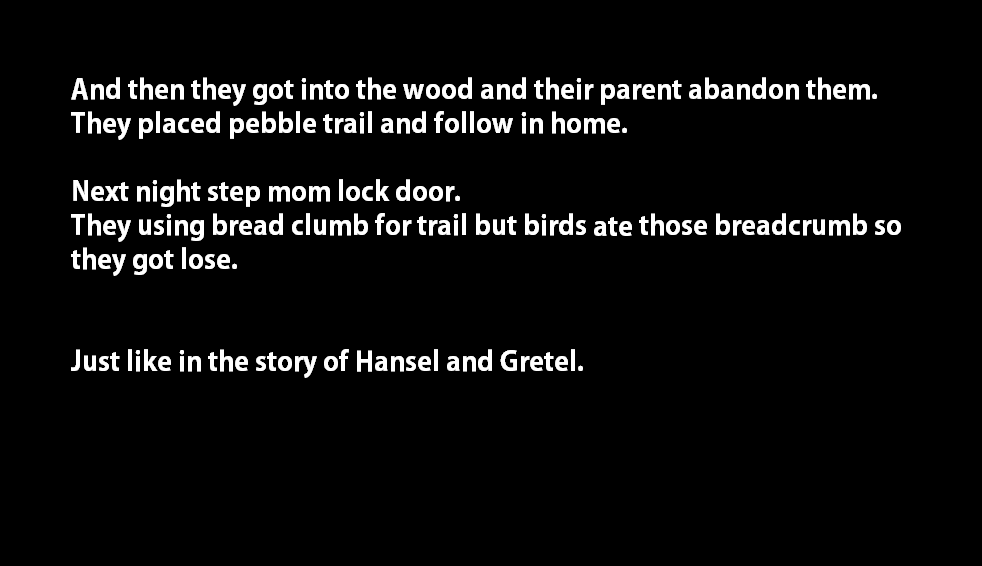 And then they got into the wood and their parent abandon them.
They placed pebble trail and follow in home.
Next night step mom lock door.
They using bread clumb for trail but birds ate those breadcrumb so
they got lose.
Just like in the story of Hansel and Gretel.